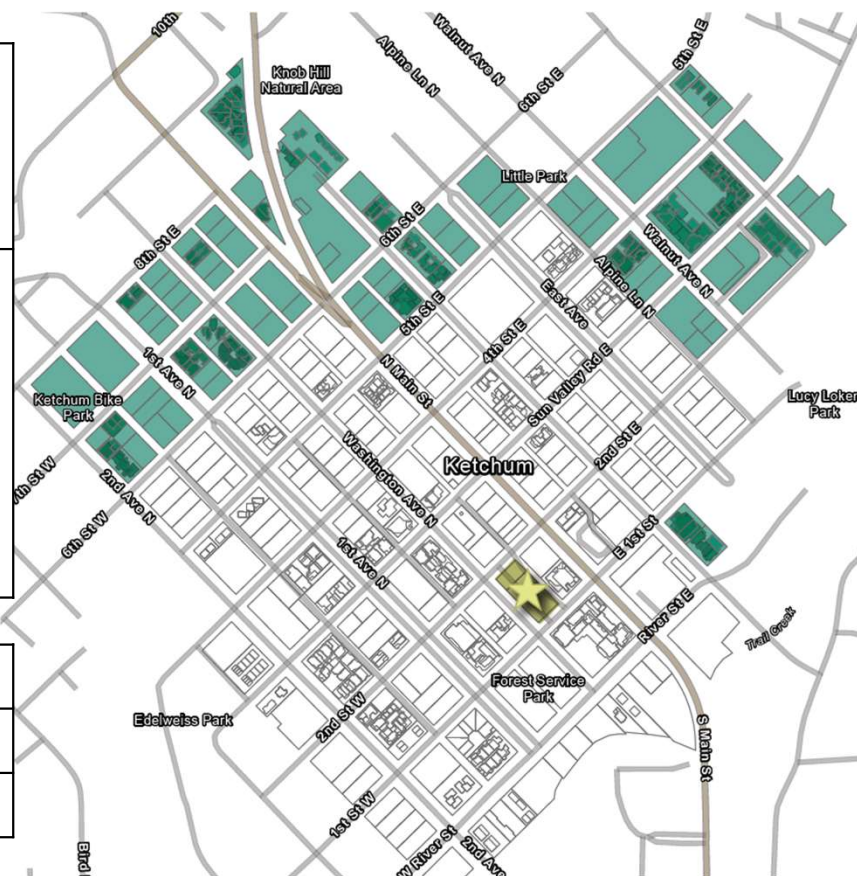 10th
Walnut Ave N
5th St E
Alpine Ln N
Knob Hill
Natural Area
6th St E
Little Park
6th St E
8th St E
Walnut Ave N
Alpine Ln N
East Ave
5th St E
4th St E
1st Ave N
N Main St
Sun Valley Rd E
Ketchum Bike
Park
Lucy Loken
Park
2nd St E
Ketchum
Washington Ave N
7th St W
2nd Ave N
6th St W
E 1st St
1st Ave N
River St E
Trail Creek
Forest Service
Park
Edelweiss Park
2nd St W
S Main St
1st St W
W River St
2nd Ave
Bird